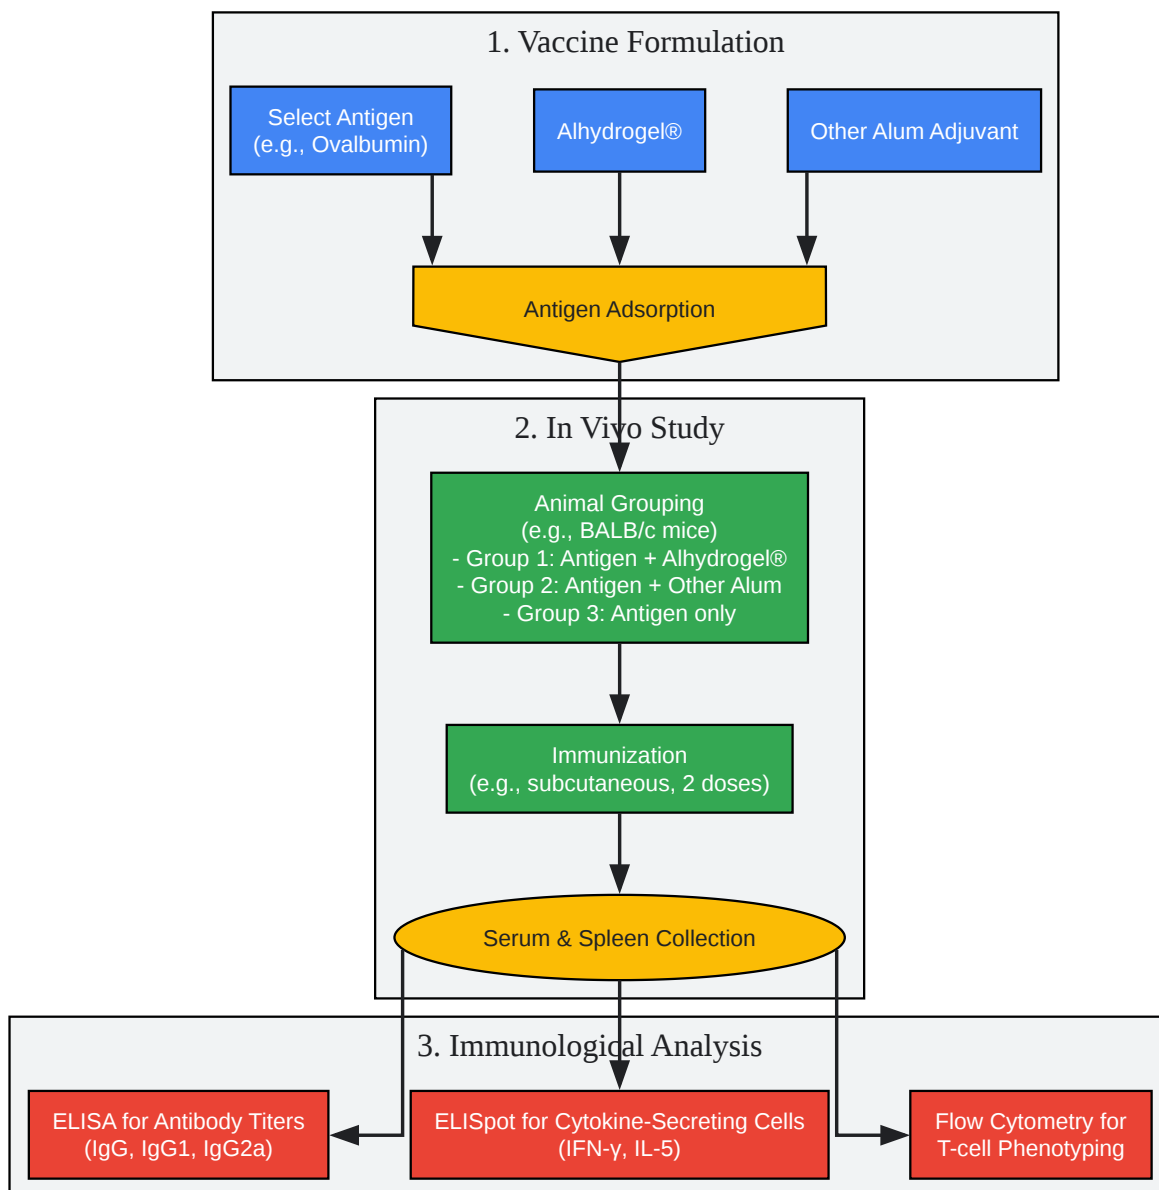 1. Vaccine Formulation
Select Antigen
(e.g., Ovalbumin)
Alhydrogel®
Other Alum Adjuvant
Antigen Adsorption
2. In Vivo Study
Animal Grouping
(e.g., BALB/c mice)
- Group 1: Antigen + Alhydrogel®
- Group 2: Antigen + Other Alum
- Group 3: Antigen only
Immunization
(e.g., subcutaneous, 2 doses)
Serum & Spleen Collection
3. Immunological Analysis
ELISA for Antibody Titers
(IgG, IgG1, IgG2a)
ELISpot for Cytokine-Secreting Cells
(IFN-γ, IL-5)
Flow Cytometry for
T-cell Phenotyping